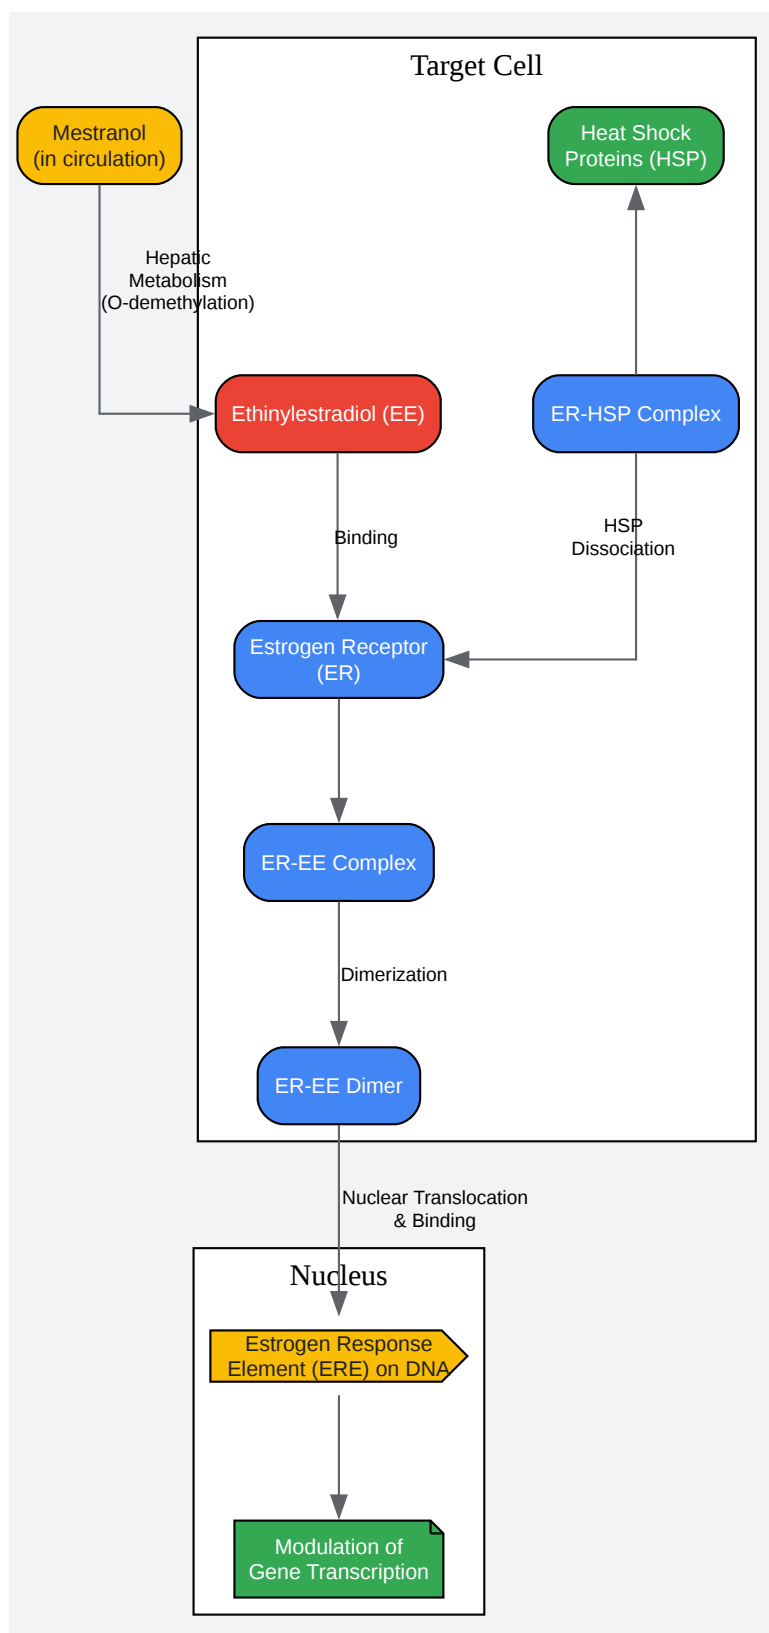 Target Cell
Mestranol
(in circulation)
Heat Shock
Proteins (HSP)
Hepatic
Metabolism
(O-demethylation)
Ethinylestradiol (EE)
ER-HSP Complex
Binding
HSP
Dissociation
Estrogen Receptor
(ER)
ER-EE Complex
Dimerization
ER-EE Dimer
Nuclear Translocation
& Binding
Nucleus
Estrogen Response
Element (ERE) on DNA
Modulation of
Gene Transcription